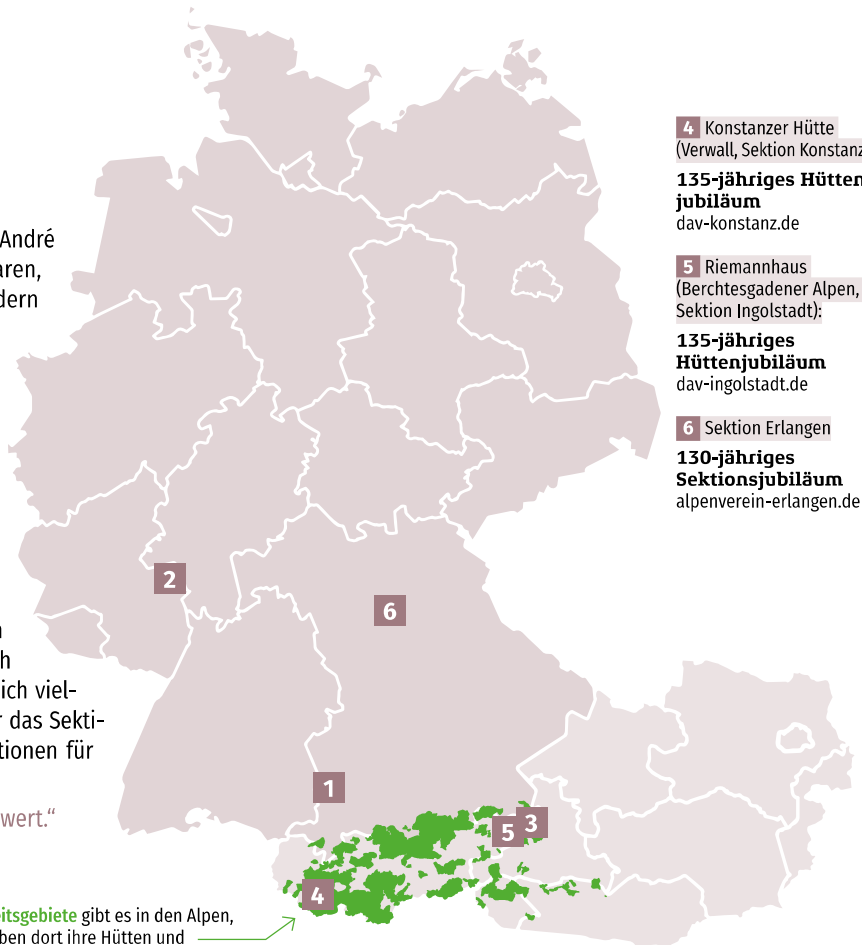 André
aren,
dern
h
ich viel-
r das Sekti-
tionen für
wert.“
eitsgebiete gibt es in den Alpen,
ben dort ihre Hütten und
4 Konstanzer Hütte
(Verwall, Sektion Konstanz
135-jähriges Hütten
jubiläum
dav-konstanz.de
5 Riemannhaus
(Berchtesgadener Alpen,
Sektion Ingolstadt):
135-jähriges
Hüttenjubiläum
dav-ingolstadt.de
6 Sektion Erlangen
130-jähriges
Sektionsjubiläum
alpenverein-erlangen.de
2
6
1
3
5
4